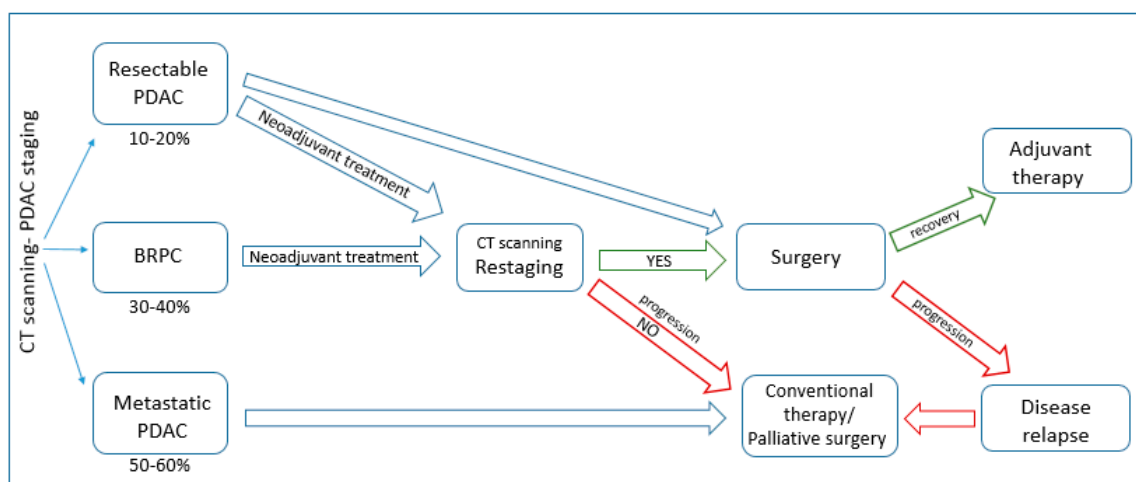 CT scanning- PDAC staging
Resectable
PDAC
10-20%
BRPC
30-40%
Metastatic
PDAC
50-60%
Neoadjuvant treatment
Neoadjuvant treatment
CT scanning
Restaging
YES
progression
NO
Surgery
recovery
progression
Adjuvant
therapy
Conventional
therapy/
Palliative surgery
Disease
relapse